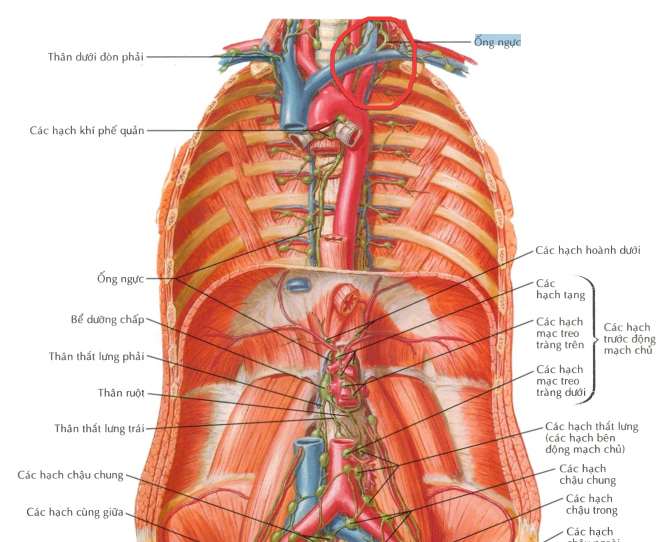 Ống ngực
Thân dưới đòn phải
Các hạch khí phế quản
Các hạch hoành dưới
Ống ngực
Các
hạch tạng
Bể dưỡng chấp
Các hạch
mạc treo
tràng trên
Các hạch
trước động
mạch chủ
Thân thắt lưng phải
Các hạch
mạc treo
tràng dưới
Thân ruột
Thân thắt lưng trái
Các hạch thắt lưng
(các hạch bên
động mạch chủ)
Các hạch chậu chung
Các hạch
chậu chung
Các hạch
chậu trong
Các hạch cùng giữa
Các hạch